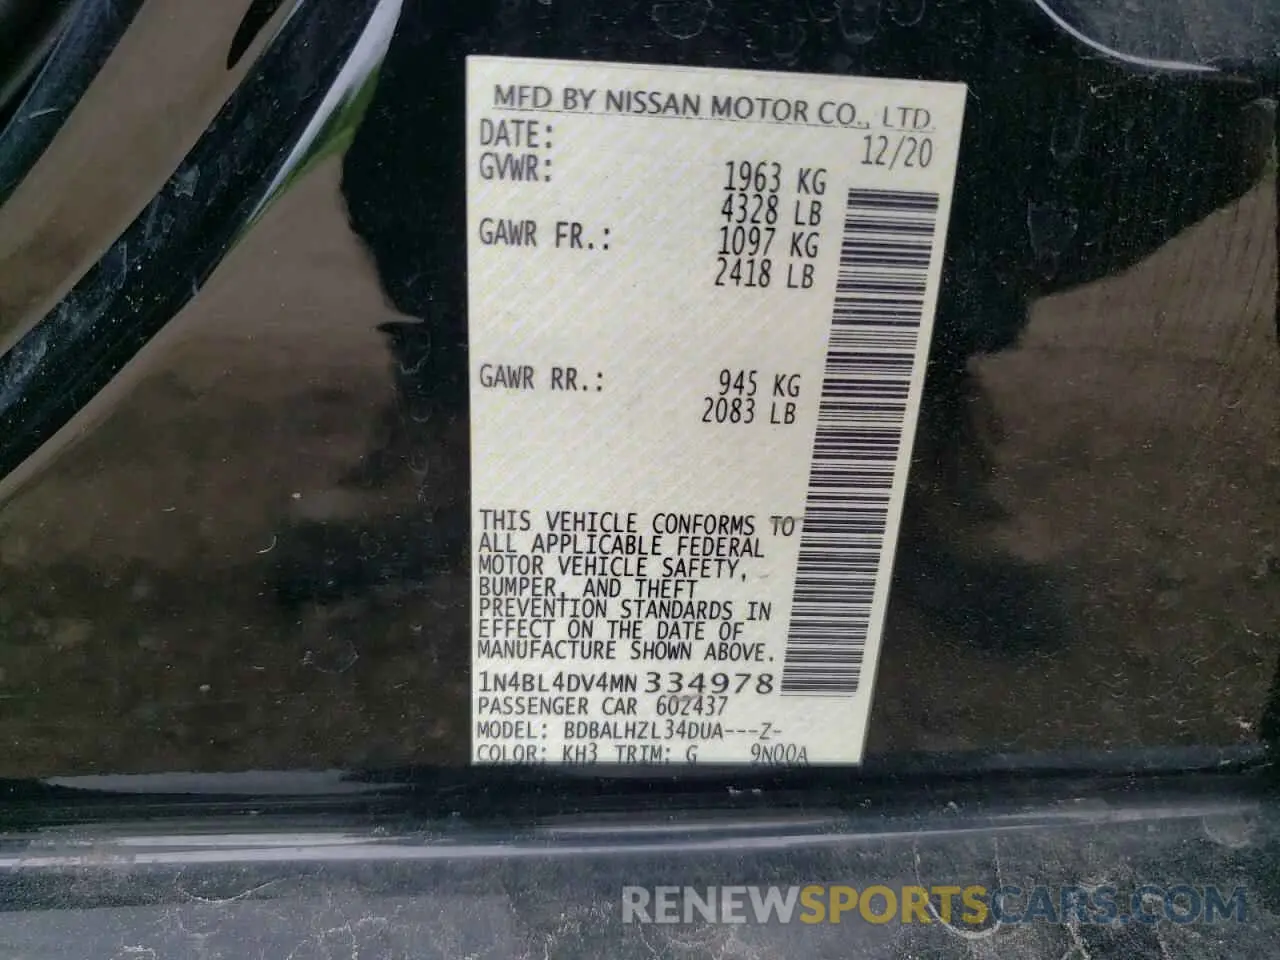 MFD BY NISSAN MOTOR CO., LTD.
DATE: 12/20
GVWR: 1963 KG
4328 LB
GAWR FR.: 1097 KG
2418 LB
GAWR RR.: 945 KG
2083 LB
THIS VEHICLE CONFORMS TO
ALL APPLICABLE FEDERAL
MOTOR VEHICLE SAFETY,
BUMPER, AND THEFT
PREVENTION STANDARDS IN
EFFECT ON THE DATE OF
MANUFACTURE SHOWN ABOVE.
1N4BL4DV4MN334978
PASSENGER CAR 602437
MODEL: BDBALHZL34DUA---Z-
COLOR: KH3 TRIM: G 9N00A
RENEWSPORTSCARS.COM